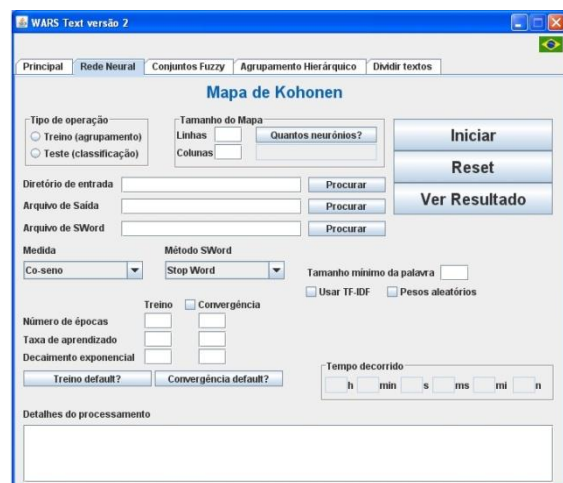 WARS Text versão 2
Principal Rede Neural Conjuntos Fuzzy Agrupamento Hierárquico Dividir textos
Mapa de Kohonen
Tipo de operação
Treino (agrupamento)
Teste (classificação)
Tamanho do Mapa
Linhas Quantos neurónios?
Colunas
Iniciar
Reset
Ver Resultado
Diretório de entrada Procurar
Arquivo de Saída Procurar
Arquivo de SWord Procurar
Medida Método SWord
Co-seno Stop Word
Tamanho mínimo da palavra
Usar TF-IDF Pesos aleatórios
Treino Convergência
Número de épocas
Taxa de aprendizado
Decaimento exponencial
Treino default? Convergência default?
Tempo decorrido
h min s ms mi n
Detalhes do processamento